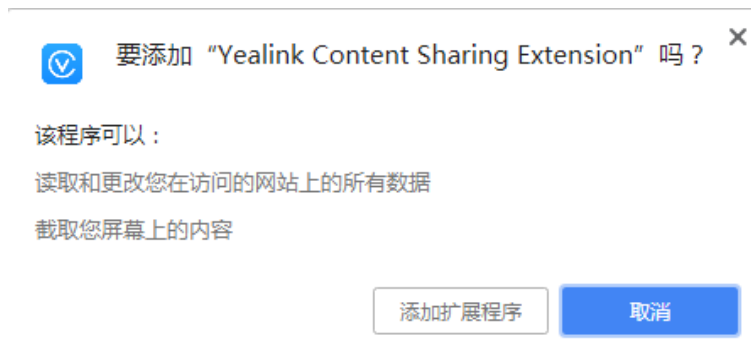 要添加“Yealink Content Sharing Extension”吗？
该程序可以：
读取和更改您在访问的网站上的所有数据
截取您屏幕上的内容
添加扩展程序
取消